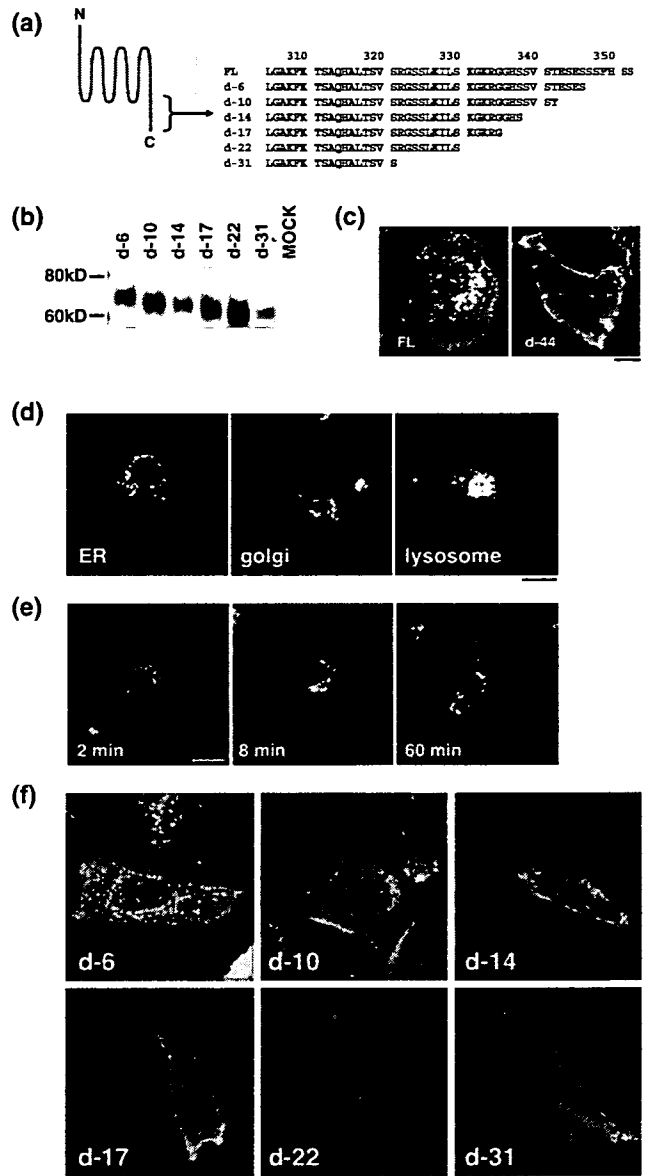 (a)
N
C
310 320 330 340 350
FL LGAKFK TSAQHALTSV SRGSSLKILS KGKRGGHSSV STESESSSFH SS
d-6 LGAKFK TSAQHALTSV SRGSSLKILS KGKRGGHSSV STESES
d-10 LGAKFK TSAQHALTSV SRGSSLKILS KGKRGGHSSV SY
d-14 LGAKFK TSAQHALTSV SRGSSLKILS KGKRGGHS
d-17 LGAKFK TSAQHALTSV SRGSSLKILS KGKRG
d-22 LGAKFK TSAQHALTSV SRGSSLKILS
d-31 LGAKFK TSAQHALTSV S
(b)
d-6 d-10 d-14 d-17 d-22 d-31 MOCK
80kD
60kD
(c)
FL d-44
(d)
ER golgi lysosome
(e)
2 min 8 min 60 min
(f)
d-6 d-10 d-14
d-17 d-22 d-31